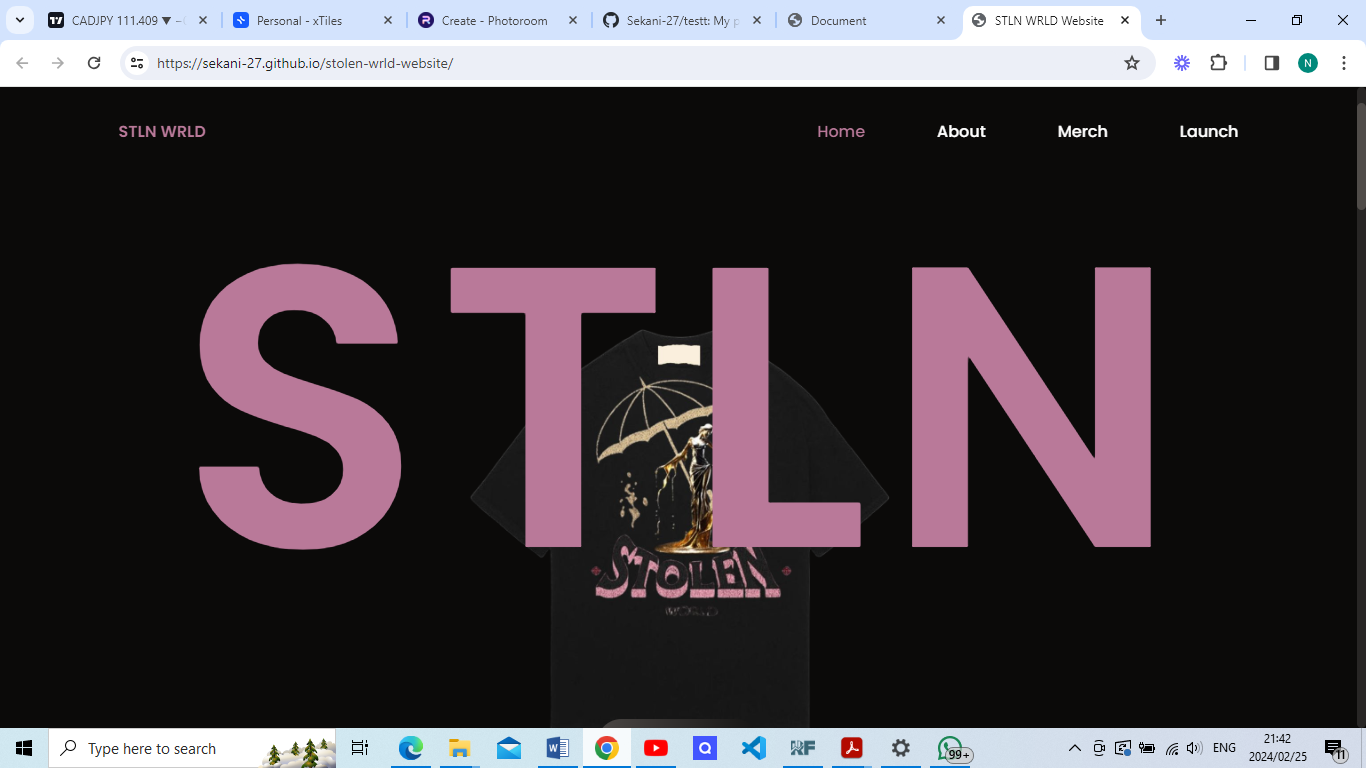 CADJPY 111.409 ▼ −
Personal - xTiles
Create - Photoroom
Sekani-27/testt: My p
Document
STLN WRLD Website
https://sekani-27.github.io/stolen-wrld-website/
N
STLN WRLD
Home
About
Merch
Launch
STLN
STOLEN
WORLD
Type here to search
99+
ENG
21:42
2024/02/25
11